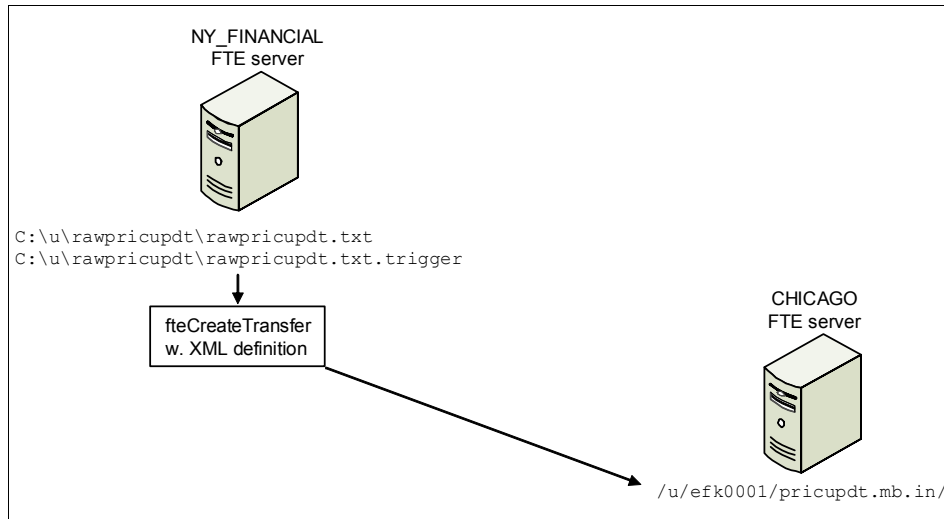 NY_FINANCIAL
FTE server
C:\u\rawpricupdt\rawpricupdt.txt
C:\u\rawpricupdt\rawpricupdt.txt.trigger
fteCreateTransfer
w. XML definition
CHICAGO
FTE server
/u/efk0001/pricupdt.mb.in/